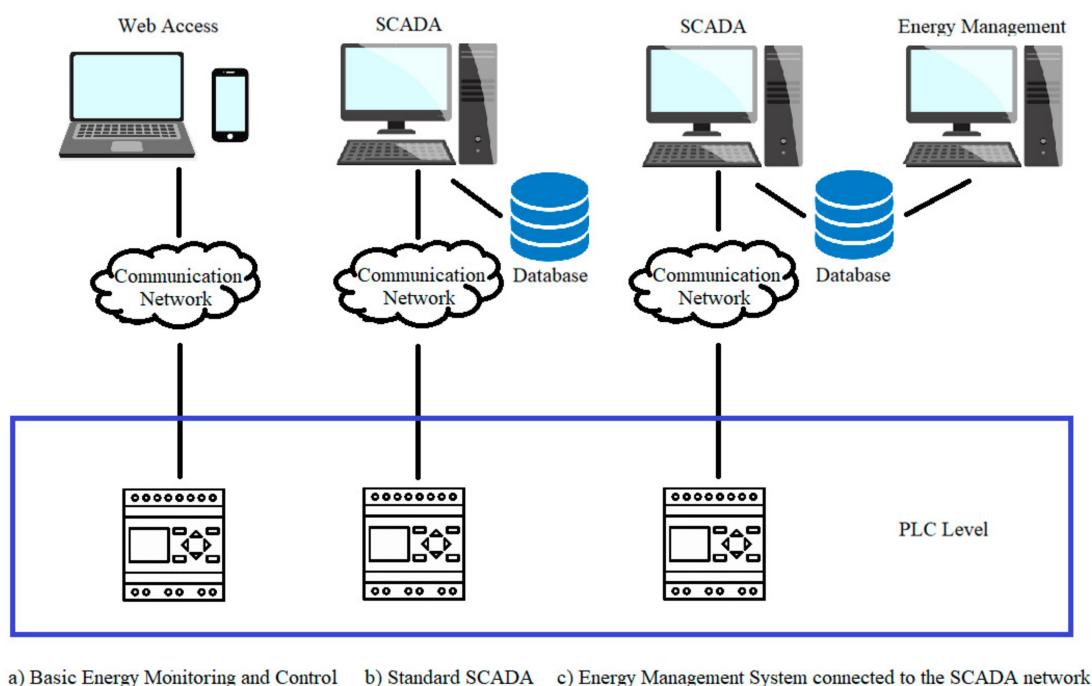 Web Access
SCADA
SCADA
Energy Management
Communication
Network
Communication
Network
Database
Communication
Network
Database
PLC Level
a) Basic Energy Monitoring and Control
b) Standard SCADA
c) Energy Management System connected to the SCADA network